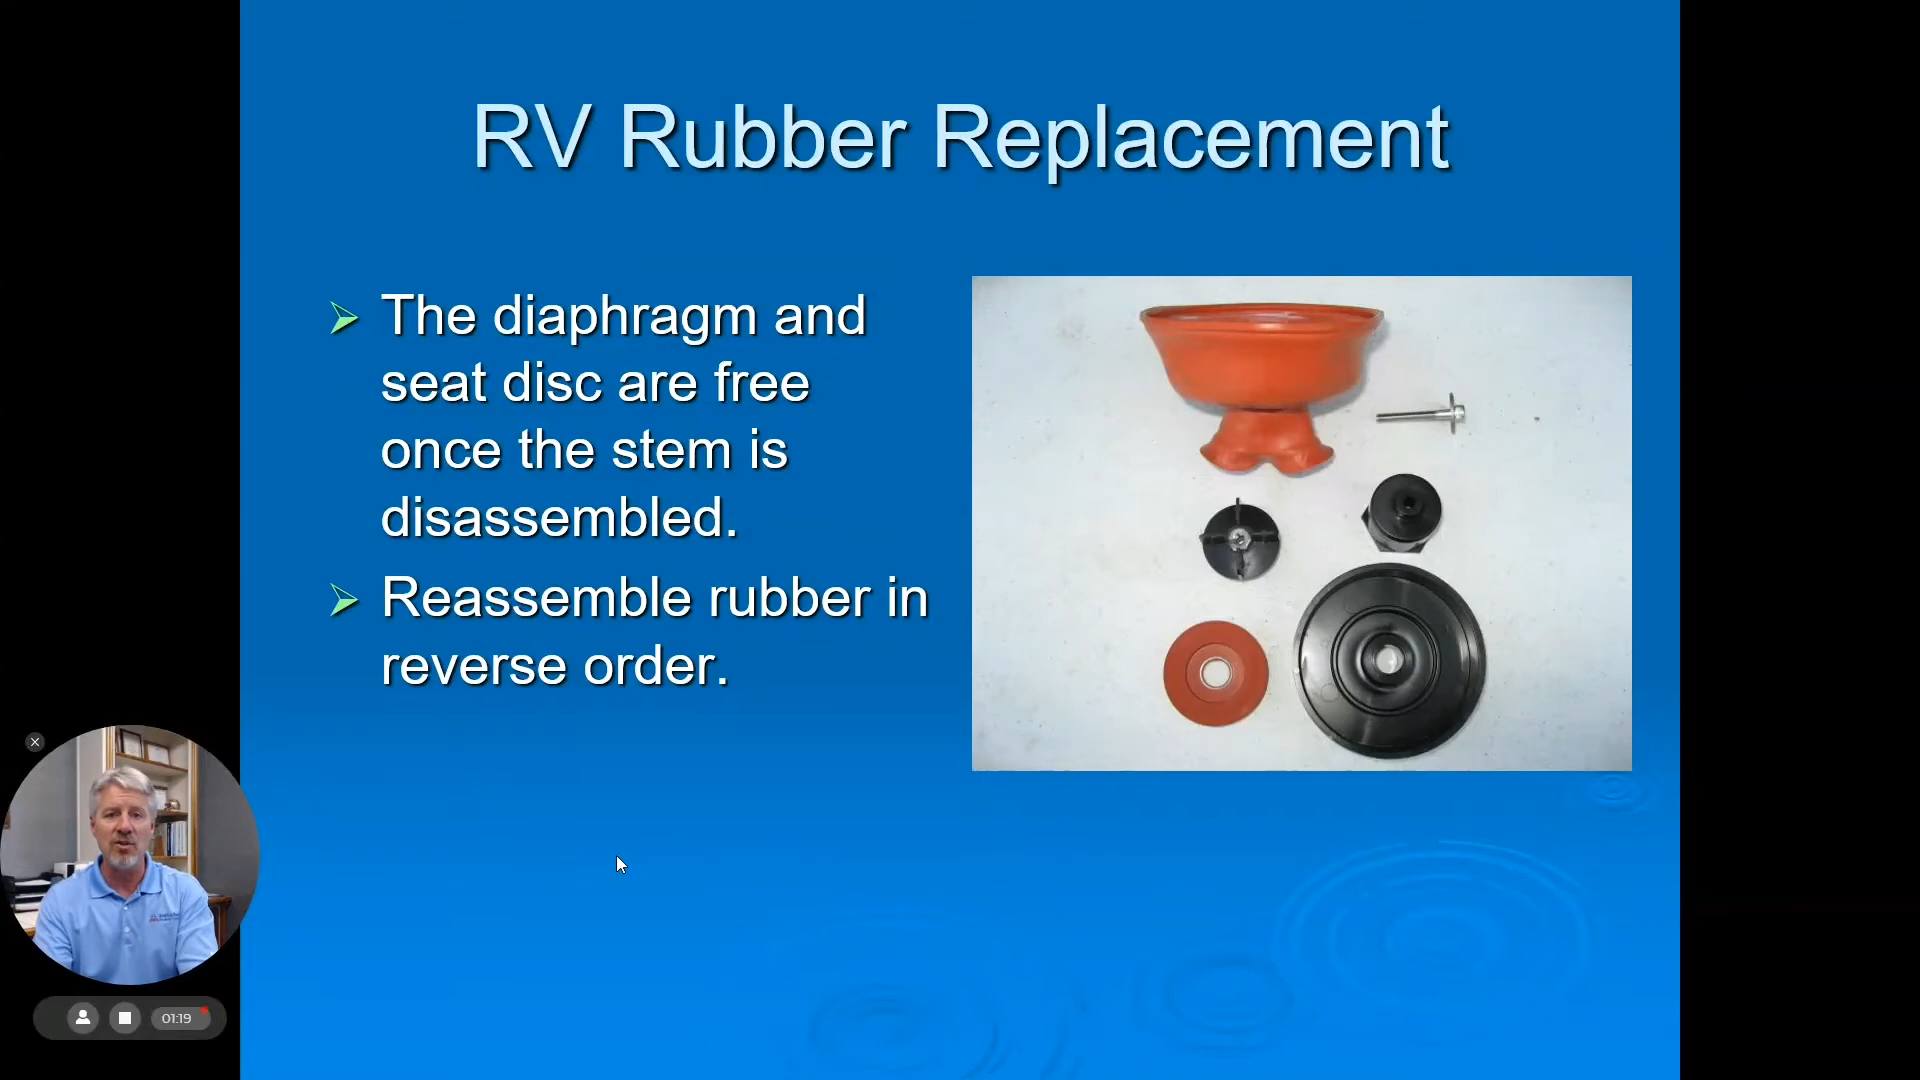 RV Rubber Replacement
The diaphragm and
seat disc are free
once the stem is
disassembled.
Reassemble rubber in
reverse order.
01:19